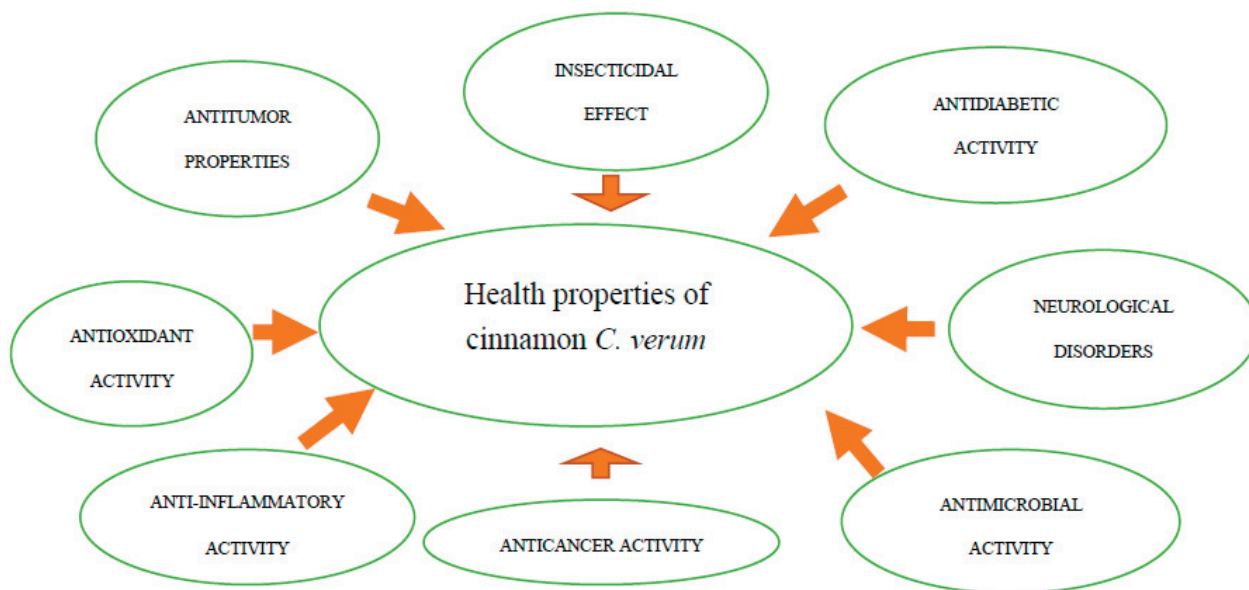 INSECTICIDAL
EFFECT
ANTITUMOR
PROPERTIES
ANTIDIABETIC
ACTIVITY
Health properties of
cinnamon C. verum
ANTIOXIDANT
ACTIVITY
NEUROLOGICAL
DISORDERS
ANTI-INFLAMMATORY
ACTIVITY
ANTICANCER ACTIVITY
ANTIMICROBIAL
ACTIVITY